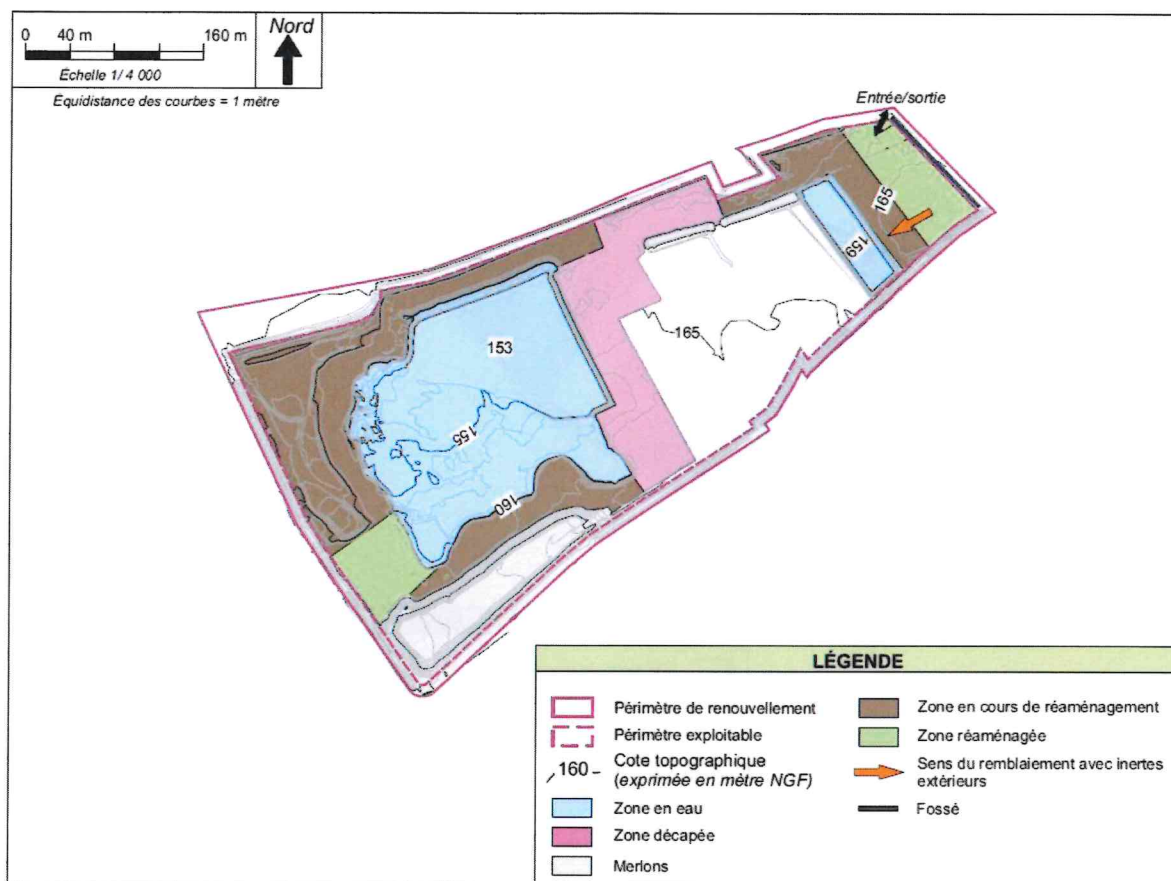 0 40 m 160 m
Échelle 1/ 4 000
Nord
Équidistance des courbes = 1 mètre
Entrée/sortie
165
159
153
165
155
160
LÉGENDE
Périmètre de renouvellement
Périmètre exploitable
160
Cote topographique
(exprimée en mètre NGF)
Zone en eau
Zone décapée
Merlons
Zone en cours de réaménagement
Zone réaménagée
Sens du remblaiement avec inertes
extérieurs
Fossé